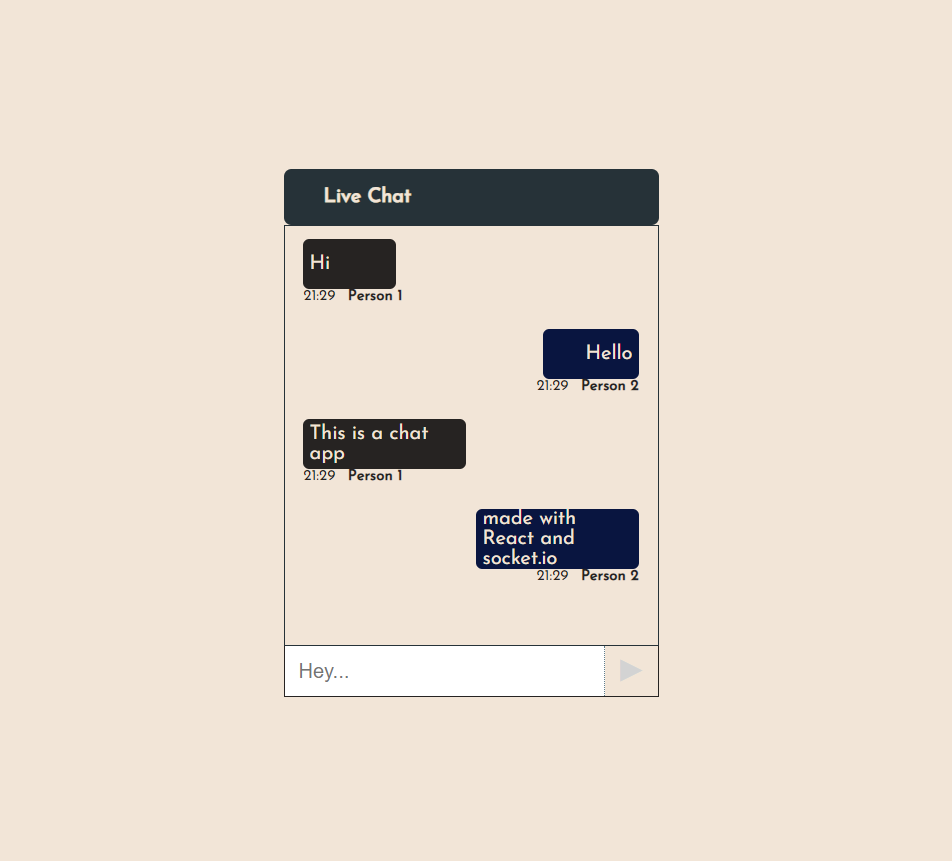 Live Chat
Hi
21:29 Person 1
Hello
21:29 Person 2
This is a chat
app
21:29 Person 1
made with
React and
socket.io
21:29 Person 2
Hey...